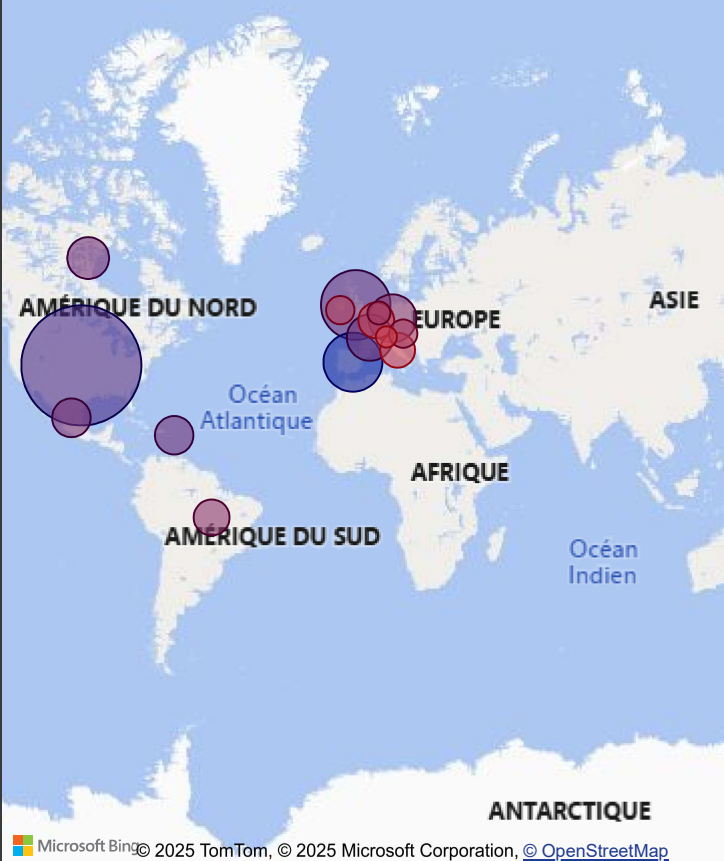 AMÉRIQUE DU NORD
EUROPE
ASIE
Océan
Atlantique
AFRIQUE
AMÉRIQUE DU SUD
Océan
Indien
ANTARCTIQUE
Microsoft Bing
© 2025 TomTom, © 2025 Microsoft Corporation, © OpenStreetMap